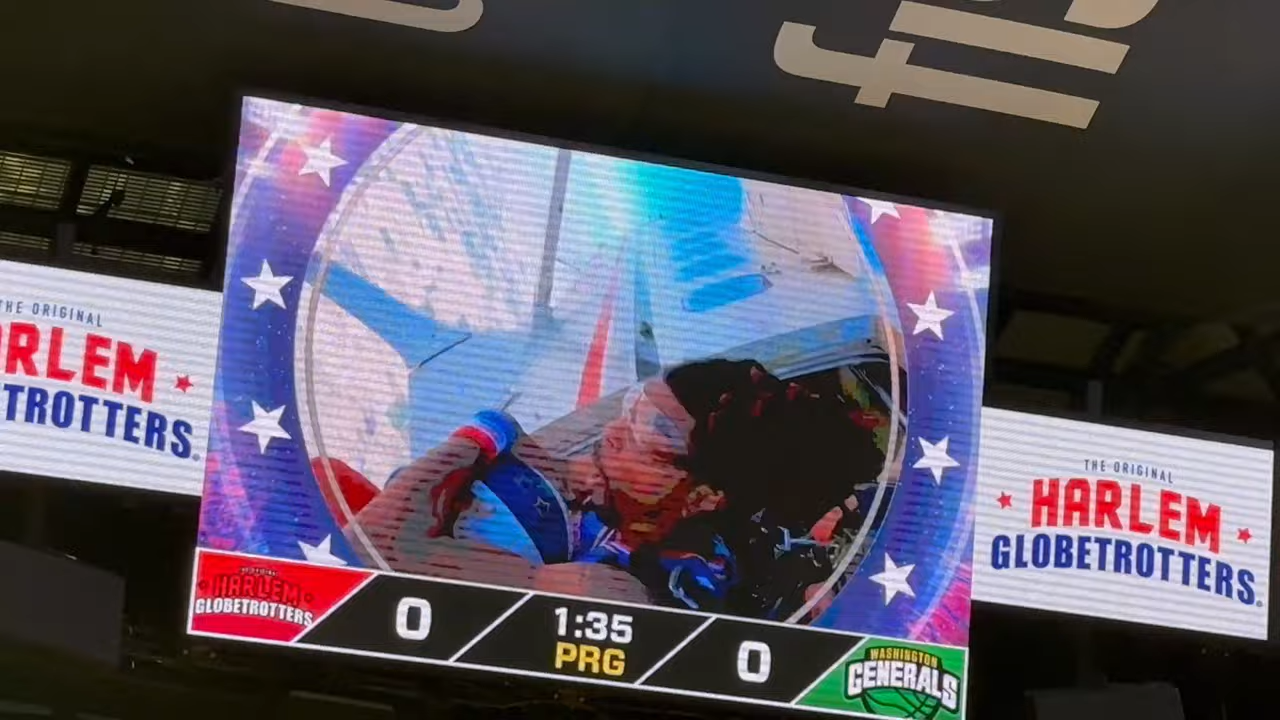 THE ORIGINAL
RLEM
TROTTERS.
HARLEM
GLOBETROTTERS
0
1:35
PRG
0
WASHINGTON
GENERALS
THE ORIGINAL
HARLEM
GLOBETROTTERS.